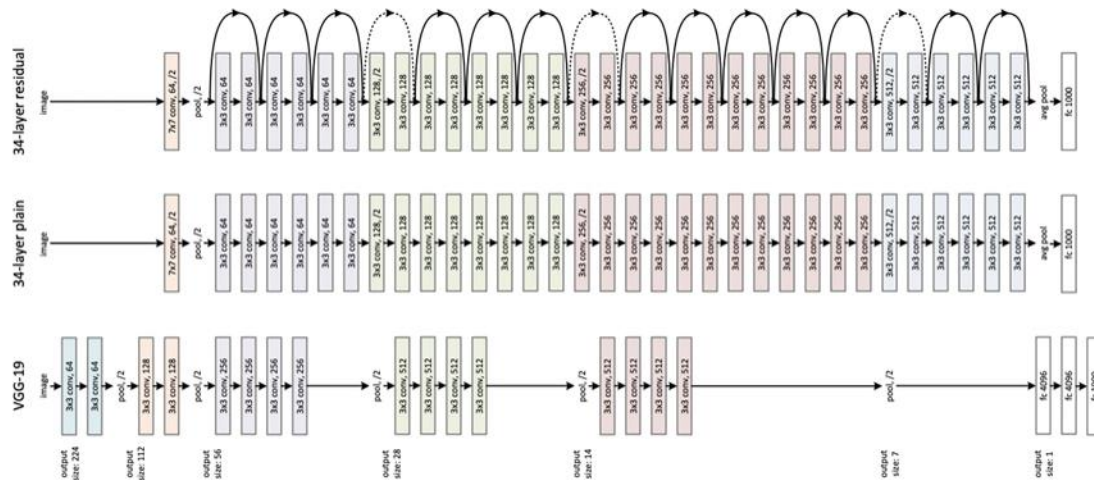 output
size: 224
output
size: 112
output
size: 56
output
size: 28
output
size: 14
output
size: 7
output
size: 1
VGG-19
image
3x3 conv, 64
3x3 conv, 64
pool, /2
3x3 conv, 128
3x3 conv, 128
pool, /2
3x3 conv, 256
3x3 conv, 256
3x3 conv, 256
3x3 conv, 256
pool, /2
3x3 conv, 512
3x3 conv, 512
3x3 conv, 512
3x3 conv, 512
pool, /2
3x3 conv, 512
3x3 conv, 512
3x3 conv, 512
3x3 conv, 512
pool, /2
fc 4096
fc 4096
34-layer plain
image
7x7 conv, 64, /2
pool, /2
3x3 conv, 64
3x3 conv, 64
3x3 conv, 64
3x3 conv, 64
3x3 conv, 64
3x3 conv, 64
3x3 conv, 128, /2
3x3 conv, 128
3x3 conv, 128
3x3 conv, 128
3x3 conv, 128
3x3 conv, 128
3x3 conv, 128
3x3 conv, 128
3x3 conv, 256, /2
3x3 conv, 256
3x3 conv, 256
3x3 conv, 256
3x3 conv, 256
3x3 conv, 256
3x3 conv, 256
3x3 conv, 256
3x3 conv, 256
3x3 conv, 256
3x3 conv, 256
3x3 conv, 256
3x3 conv, 512, /2
3x3 conv, 512
3x3 conv, 512
3x3 conv, 512
3x3 conv, 512
3x3 conv, 512
avg pool
fc 1000
34-layer residual
image
7x7 conv, 64, /2
pool, /2
3x3 conv, 64
3x3 conv, 64
3x3 conv, 64
3x3 conv, 64
3x3 conv, 64
3x3 conv, 64
3x3 conv, 128, /2
3x3 conv, 128
3x3 conv, 128
3x3 conv, 128
3x3 conv, 128
3x3 conv, 128
3x3 conv, 128
3x3 conv, 128
3x3 conv, 256, /2
3x3 conv, 256
3x3 conv, 256
3x3 conv, 256
3x3 conv, 256
3x3 conv, 256
3x3 conv, 256
3x3 conv, 256
3x3 conv, 256
3x3 conv, 256
3x3 conv, 256
3x3 conv, 256
3x3 conv, 512, /2
3x3 conv, 512
3x3 conv, 512
3x3 conv, 512
3x3 conv, 512
3x3 conv, 512
avg pool
fc 1000